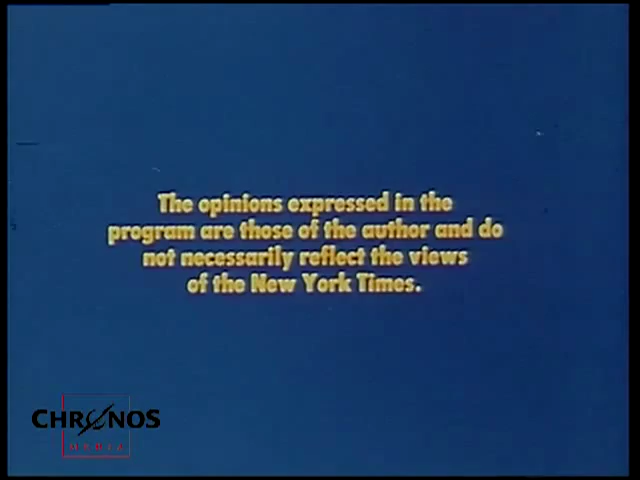 The opinions expressed in the
program are those of the author and do
not necessarily reflect the views
of the New York Times.
CHRONOS
MEDIA